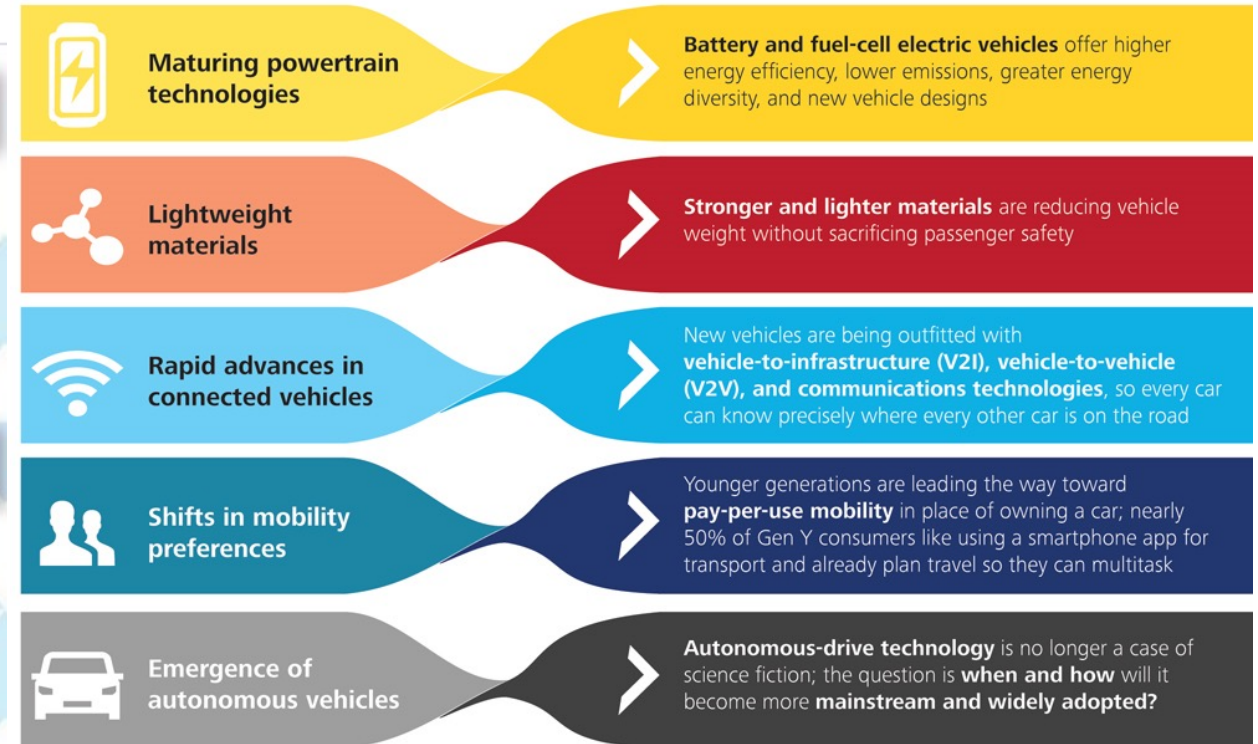 Maturing powertrain
technologies
Battery and fuel-cell electric vehicles offer higher
energy efficiency, lower emissions, greater energy
diversity, and new vehicle designs
Lightweight
materials
Stronger and lighter materials are reducing vehicle
weight without sacrificing passenger safety
Rapid advances in
connected vehicles
New vehicles are being outfitted with
vehicle-to-infrastructure (V2I), vehicle-to-vehicle
(V2V), and communications technologies, so every car
can know precisely where every other car is on the road
Shifts in mobility
preferences
Younger generations are leading the way toward
pay-per-use mobility in place of owning a car; nearly
50% of Gen Y consumers like using a smartphone app for
transport and already plan travel so they can multitask
Emergence of
autonomous vehicles
Autonomous-drive technology is no longer a case of
science fiction; the question is when and how will it
become more mainstream and widely adopted?